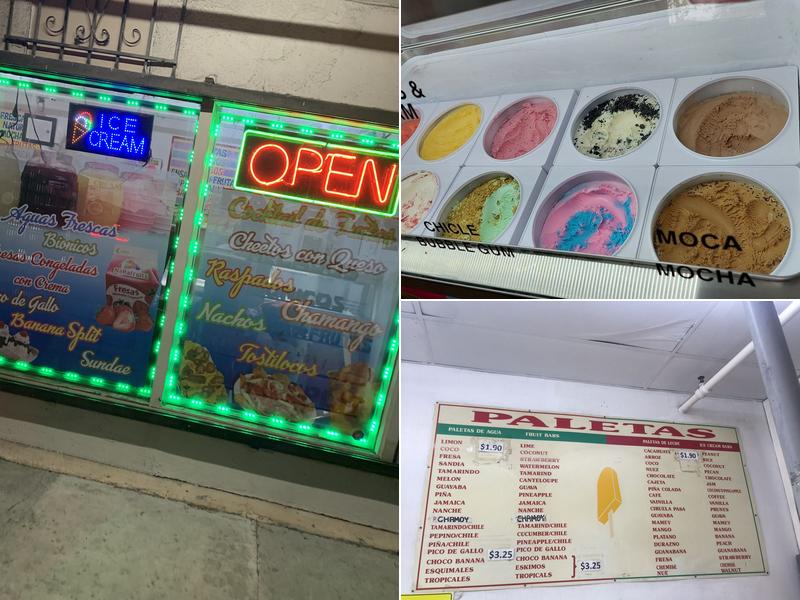 ICE
CREAM
OPEN
Aguas Frescas
Bionicos
Fresas
con Crema
de Gallo
Banana Split
Sundae
Cheetos con Queso
Raspados
Chamango
Nachos
Tostilocos
&
CHICLE
BUBBLE GUM
MOCA
MOCHA
PALETAS
PALETAS DE AGUA FRUIT BARS PALETAS DE LECHE ICE CREAM BARS
$1.90
$1.90
LIMON LIME CACAHUATE PEANUT
COCO COCONUT ARROZ RICE
FRESA STRAWBERRY COCO COCONUT
SANDIA WATERMELON NUEZ PECAN
TAMARINDO TAMARIND CHOCOLATE CHOCOLATE
MELON CANTELOUPE CAJETA
GUAYABA GUAVA PIÑA COLADA
PIÑA PINEAPPLE CAFE COFFEE
JAMAICA JAMAICA VAINILLA VANILLA
NANCHE NANCHE CIRUELA PASA PRUNES
CHAMOY CHAMOY GUAYABA GUAVA
TAMARINDO/CHILE TAMARIND/CHILE MAMEY MAMEY
PEPINO/CHILE CUCUMBER/CHILE MANGO MANGO
PIÑA/CHILE PINEAPPLE/CHILE PLATANO BANANA
PICO DE GALLO PICO DE GALLO DURAZNO PEACH
CHOCO BANANA CHOCO BANANA GUANABANA GUANABANA
ESQUIMALES ESKIMOS FRESA STRAWBERRY
TROPICALES TROPICALS NUE WALNUT
$3.25
$3.25